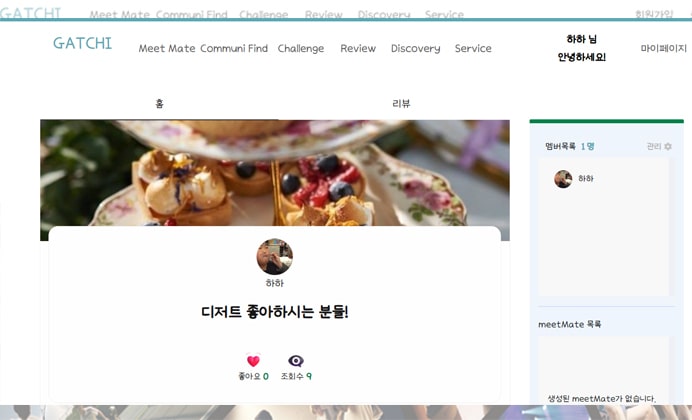 GATCHI Meet Mate Communi Find Challenge Review Discovery Service 회원가입
GATCHI Meet Mate Communi Find Challenge Review Discovery Service
하하 님
안녕하세요!
마이페이지
홈 리뷰
멤버목록 1명 관리
하하
하하
디저트 좋아하시는 분들!
meetMate 목록
좋아요 0 조회수 9
생성된 meetMate가 없습니다.